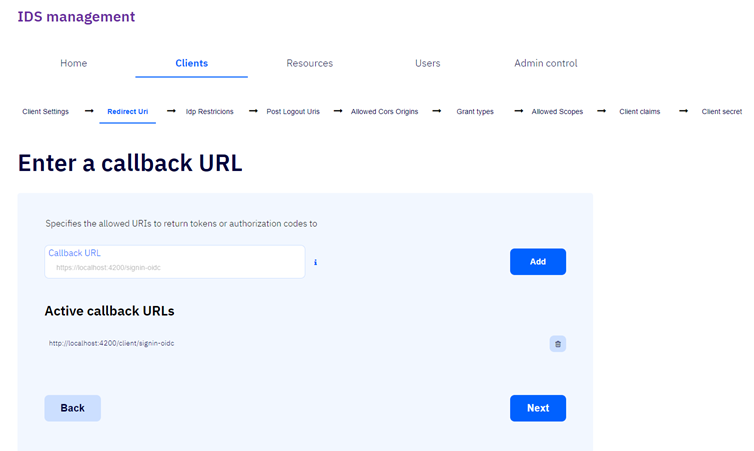 IDS management
Home Clients Resources Users Admin control
Client Settings → Redirect Uri → Idp Restricions → Post Logout Uris → Allowed Cors Origins → Grant types → Allowed Scopes → Client claims → Client secret
Enter a callback URL
Specifies the allowed URIs to return tokens or authorization codes to
Callback URL
https://localhost:4200/signin-oidc
i
Add
Active callback URLs
http://localhost:4200/client/signin-oidc
Back Next